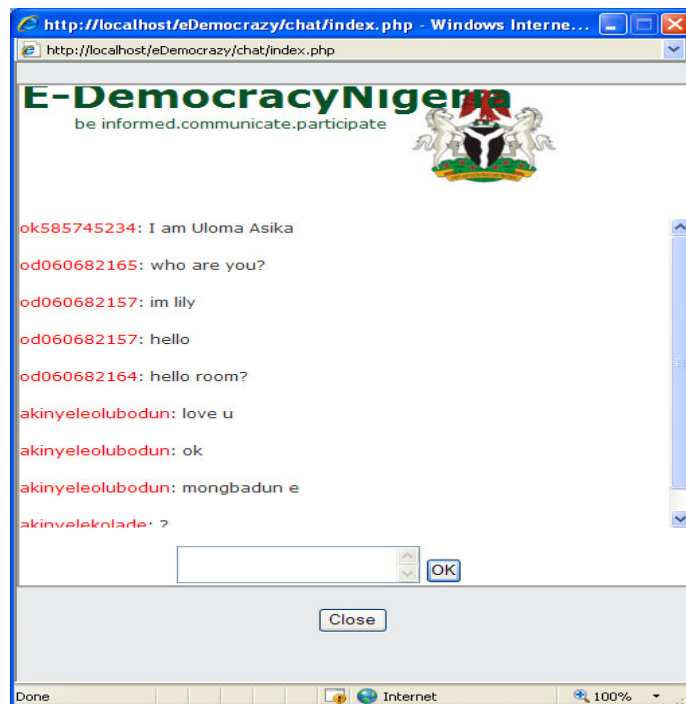 http://localhost/eDemocrazy/chat/index.php - Windows Interne...
http://localhost/eDemocrazy/chat/index.php
E-DemocracyNigeria
be informed.communicate.participate
ok585745234: I am Uloma Asika
od060682165: who are you?
od060682157: im lily
od060682157: hello
od060682164: hello room?
akinyeleolubodun: love u
akinyeleolubodun: ok
akinyeleolubodun: mongbadun e
akinyelekolade: ?
OK
Close
Done Internet 100%